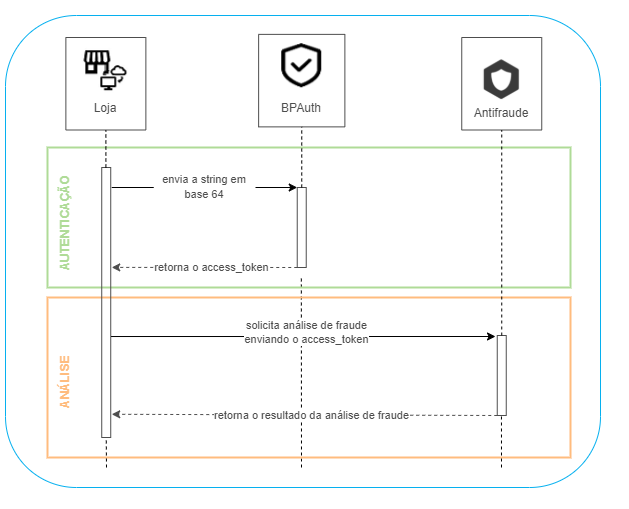 Loja
BPAuth
Antifraude
AUTENTICAÇÃO
envia a string em
base 64
retorna o access_token
ANÁLISE
solicita análise de fraude
enviando o access_token
retorna o resultado da análise de fraude